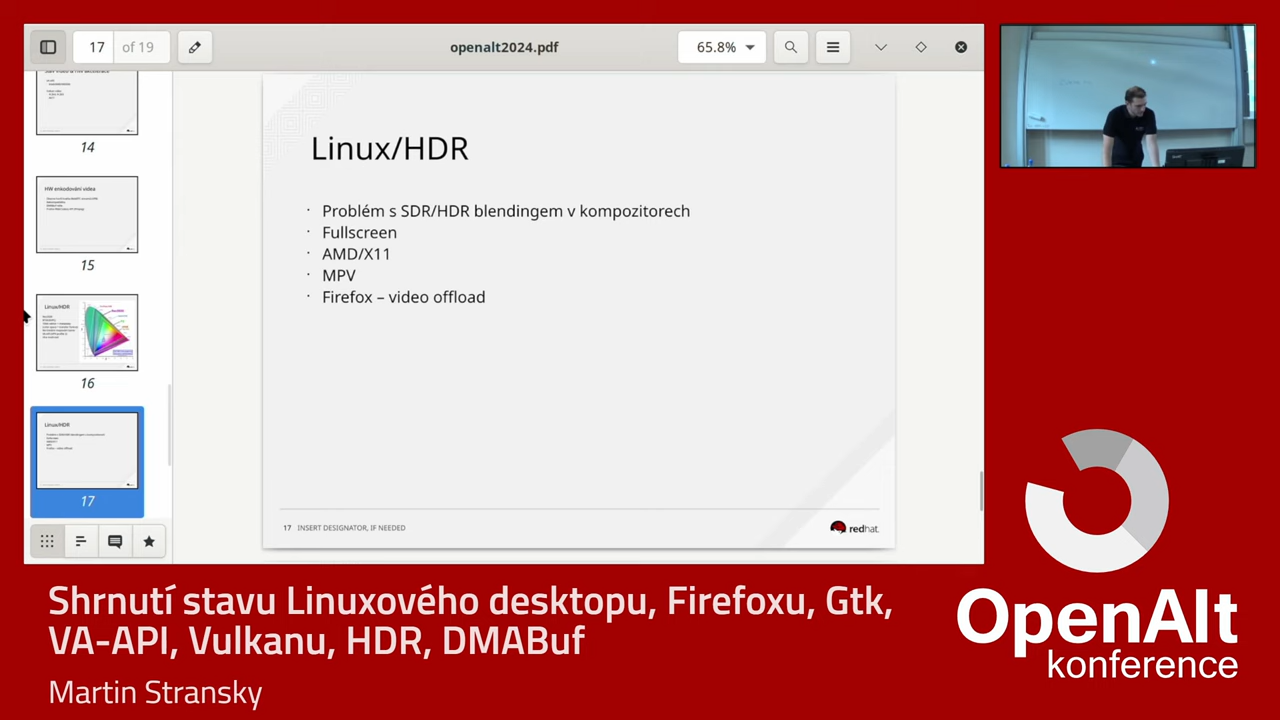 17
of 19
openalt2024.pdf
65.8%
14
HW enkódování videa
15
Linux/HDR
16
Linux/HDR
17
Linux/HDR
· Problém s SDR/HDR blendingem v kompozitorech
· Fullscreen
· AMD/X11
· MPV
· Firefox – video offload
17 INSERT DESIGNATOR, IF NEEDED
redhat.
Shrnutí stavu Linuxového desktopu, Firefoxu, Gtk,
VA-API, Vulkanu, HDR, DMABuf
Martin Stransky
OpenAlt
konference